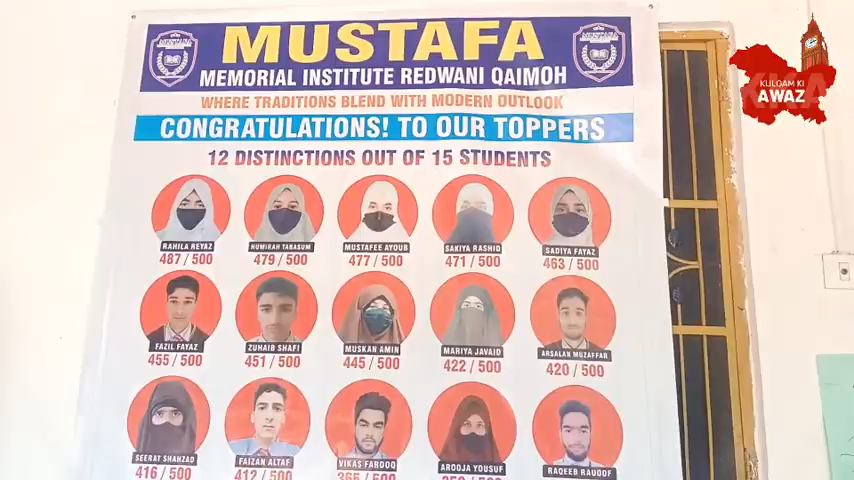 MUSTAFA
MEMORIAL INSTITUTE REDWANI QAIMOH
WHERE TRADITIONS BLEND WITH MODERN OUTLOOK
CONGRATULATIONS! TO OUR TOPPERS
12 DISTINCTIONS OUT OF 15 STUDENTS
RAHILA REYAZ
487 / 500
HUMIRAH TABASUM
479 / 500
MUSTAFEE AYOUB
477 / 500
SAKIYA RASHID
471 / 500
SADIYA FAYAZ
463 / 500
FAZIL FAYAZ
455 / 500
ZUHAIB SHAFI
451 / 500
MUSKAN AMIN
445 / 500
MARIYA JAVAID
422 / 500
ARSALAN MUZAFFAR
420 / 500
SEERAT SHAHZAD
416 / 500
FAIZAN ALTAF
412 / 500
VIKAS FAROOQ
365 / 500
AROOJA YOUSUF
RAQEEB RAUOOF
KULGAM KI
AWAZ